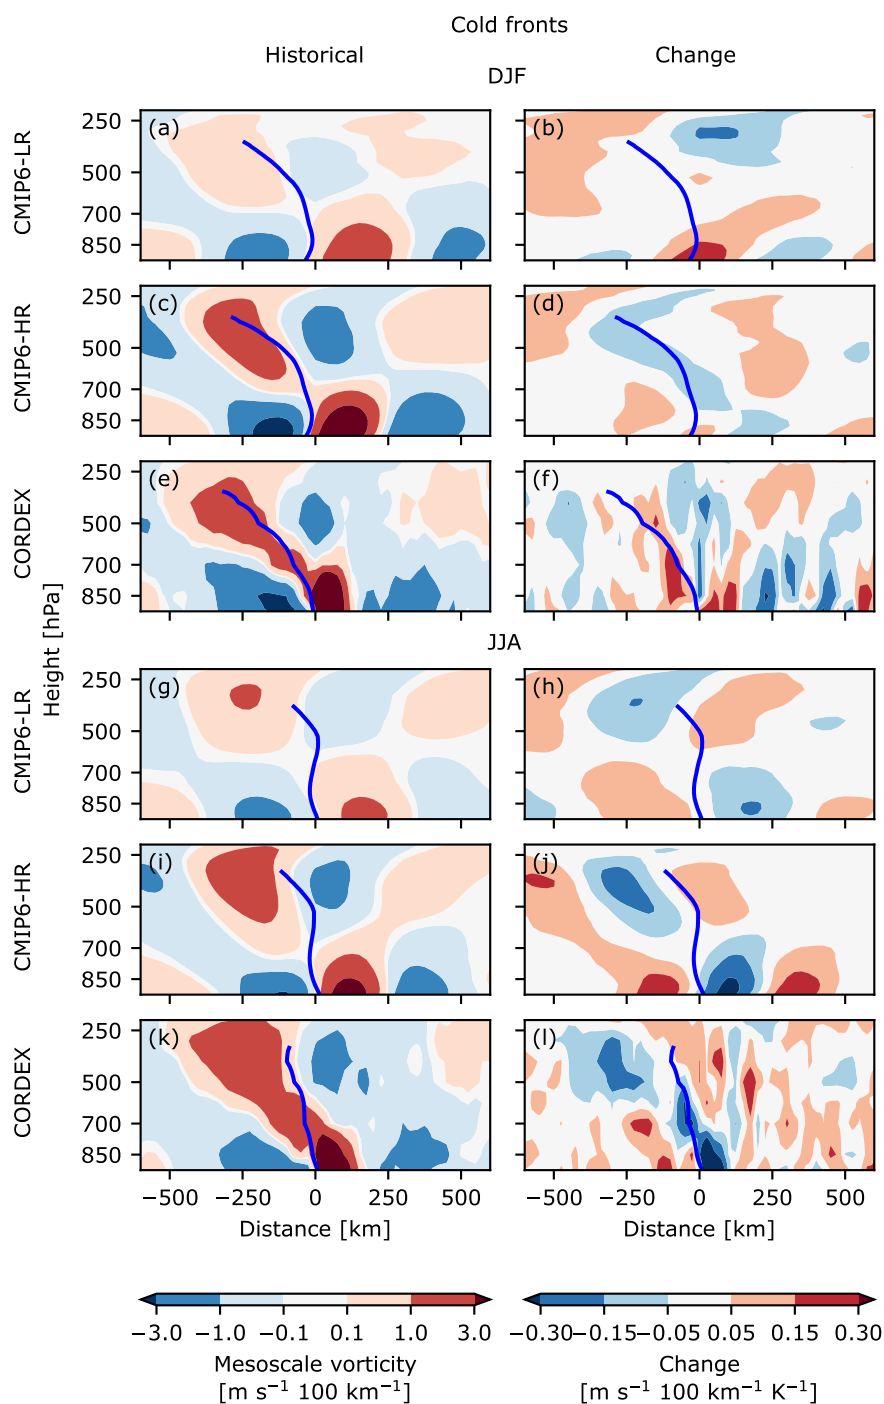 Cold fronts
Historical Change
DJF
CMIP6-LR
250
500
700
850
(a) (b)
CMIP6-HR
250
500
700
850
(c) (d)
CORDEX
250
500
700
850
(e) (f)
Height [hPa]
JJA
CMIP6-LR
250
500
700
850
(g) (h)
CMIP6-HR
250
500
700
850
(i) (j)
CORDEX
250
500
700
850
(k) (l)
−500 −250 0 250 500 −500 −250 0 250 500
Distance [km] Distance [km]
−3.0 −1.0 −0.1 0.1 1.0 3.0 −0.30 −0.15 −0.05 0.05 0.15 0.30
Mesoscale vorticity Change
[m s⁻¹ 100 km⁻¹] [m s⁻¹ 100 km⁻¹ K⁻¹]